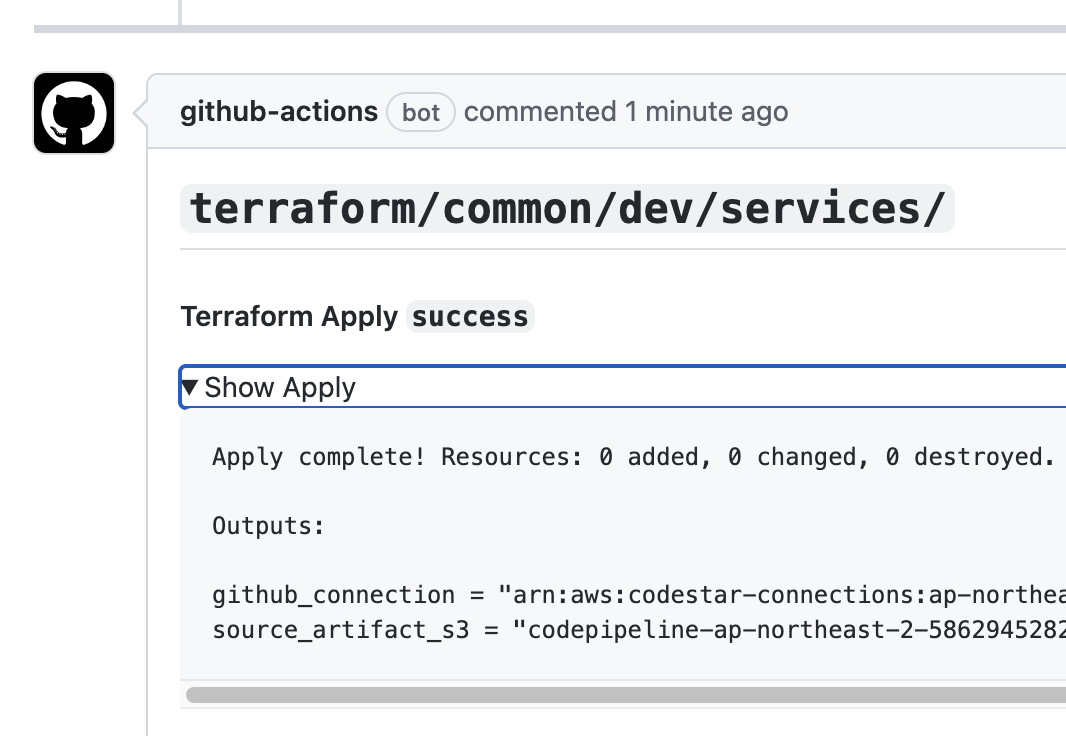 github-actions bot commented 1 minute ago
terraform/common/dev/services/
Terraform Apply success
▼ Show Apply
Apply complete! Resources: 0 added, 0 changed, 0 destroyed.
Outputs:
github_connection = "arn:aws:codestar-connections:ap-northea
source_artifact_s3 = "codepipeline-ap-northeast-2-5862945282